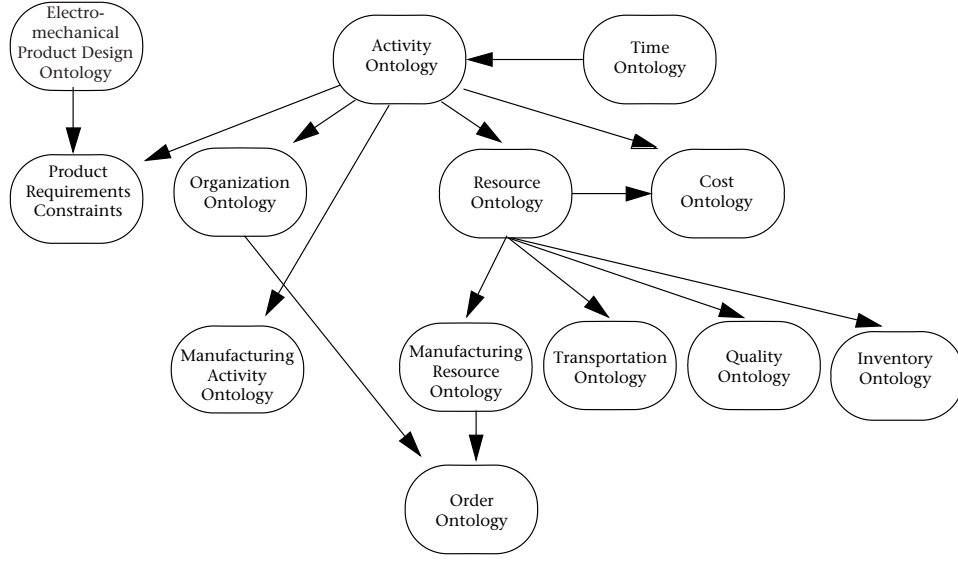 Electro-
mechanical
Product Design
Ontology
Activity
Ontology
Time
Ontology
Product
Requirements
Constraints
Organization
Ontology
Resource
Ontology
Cost
Ontology
Manufacturing
Activity
Ontology
Manufacturing
Resource
Ontology
Transportation
Ontology
Quality
Ontology
Inventory
Ontology
Order
Ontology